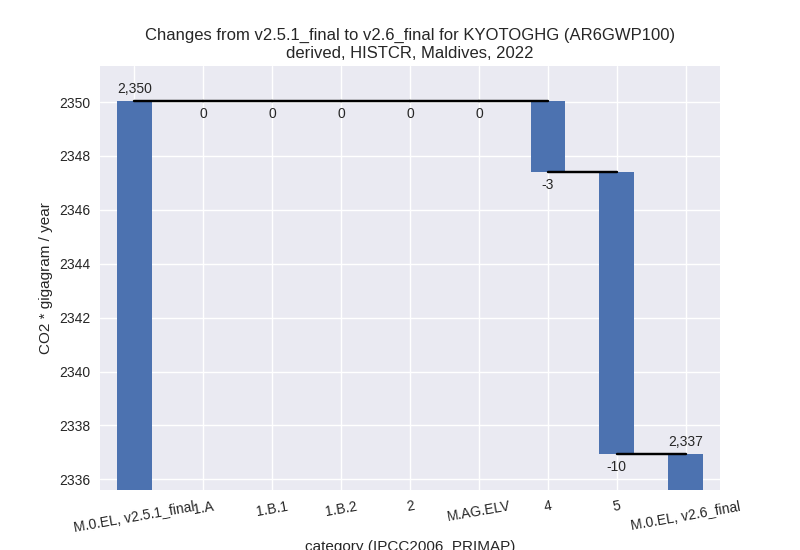 Changes from v2.5.1_final to v2.6_final for KYOTOGHG (AR6GWP100)
derived, HISTCR, Maldives, 2022
CO2 * gigagram / year
2350
2348
2346
2344
2342
2340
2338
2336
2,350
0
0
0
0
0
-3
-10
2,337
M.0.EL, v2.5.1_final
1.A
1.B.1
1.B.2
2
M.AG.ELV
4
5
M.0.EL, v2.6_final
category (IPCC2006_PRIMAP)